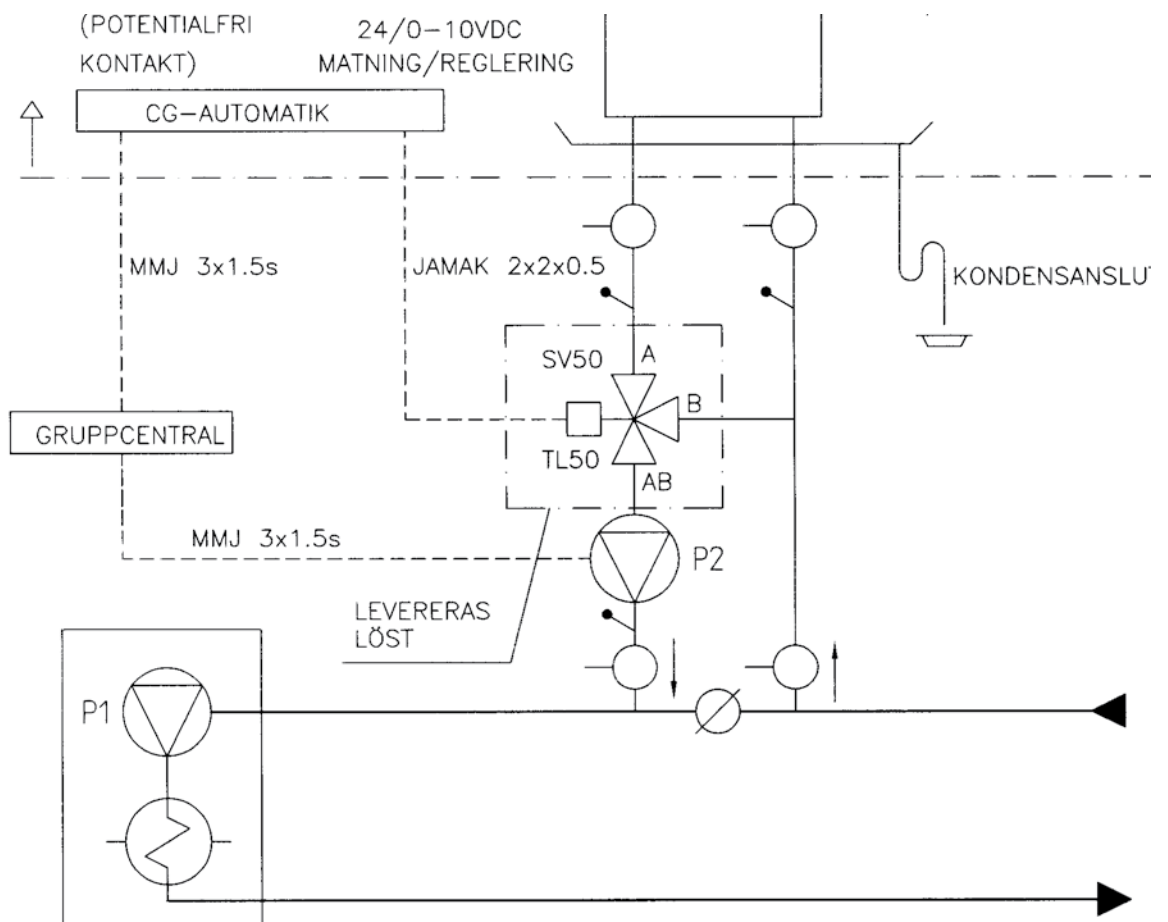 (POTENTIALFRI
KONTAKT)
24/0-10VDC
MATNING/REGLERING
CG-AUTOMATIK
MMJ 3x1.5s
JAMAK 2x2x0.5
KONDENSANSLUT
SV50
A
B
GRUPPCENTRAL
TL50
AB
MMJ 3x1.5s
P2
LEVERERAS
LÖST
P1